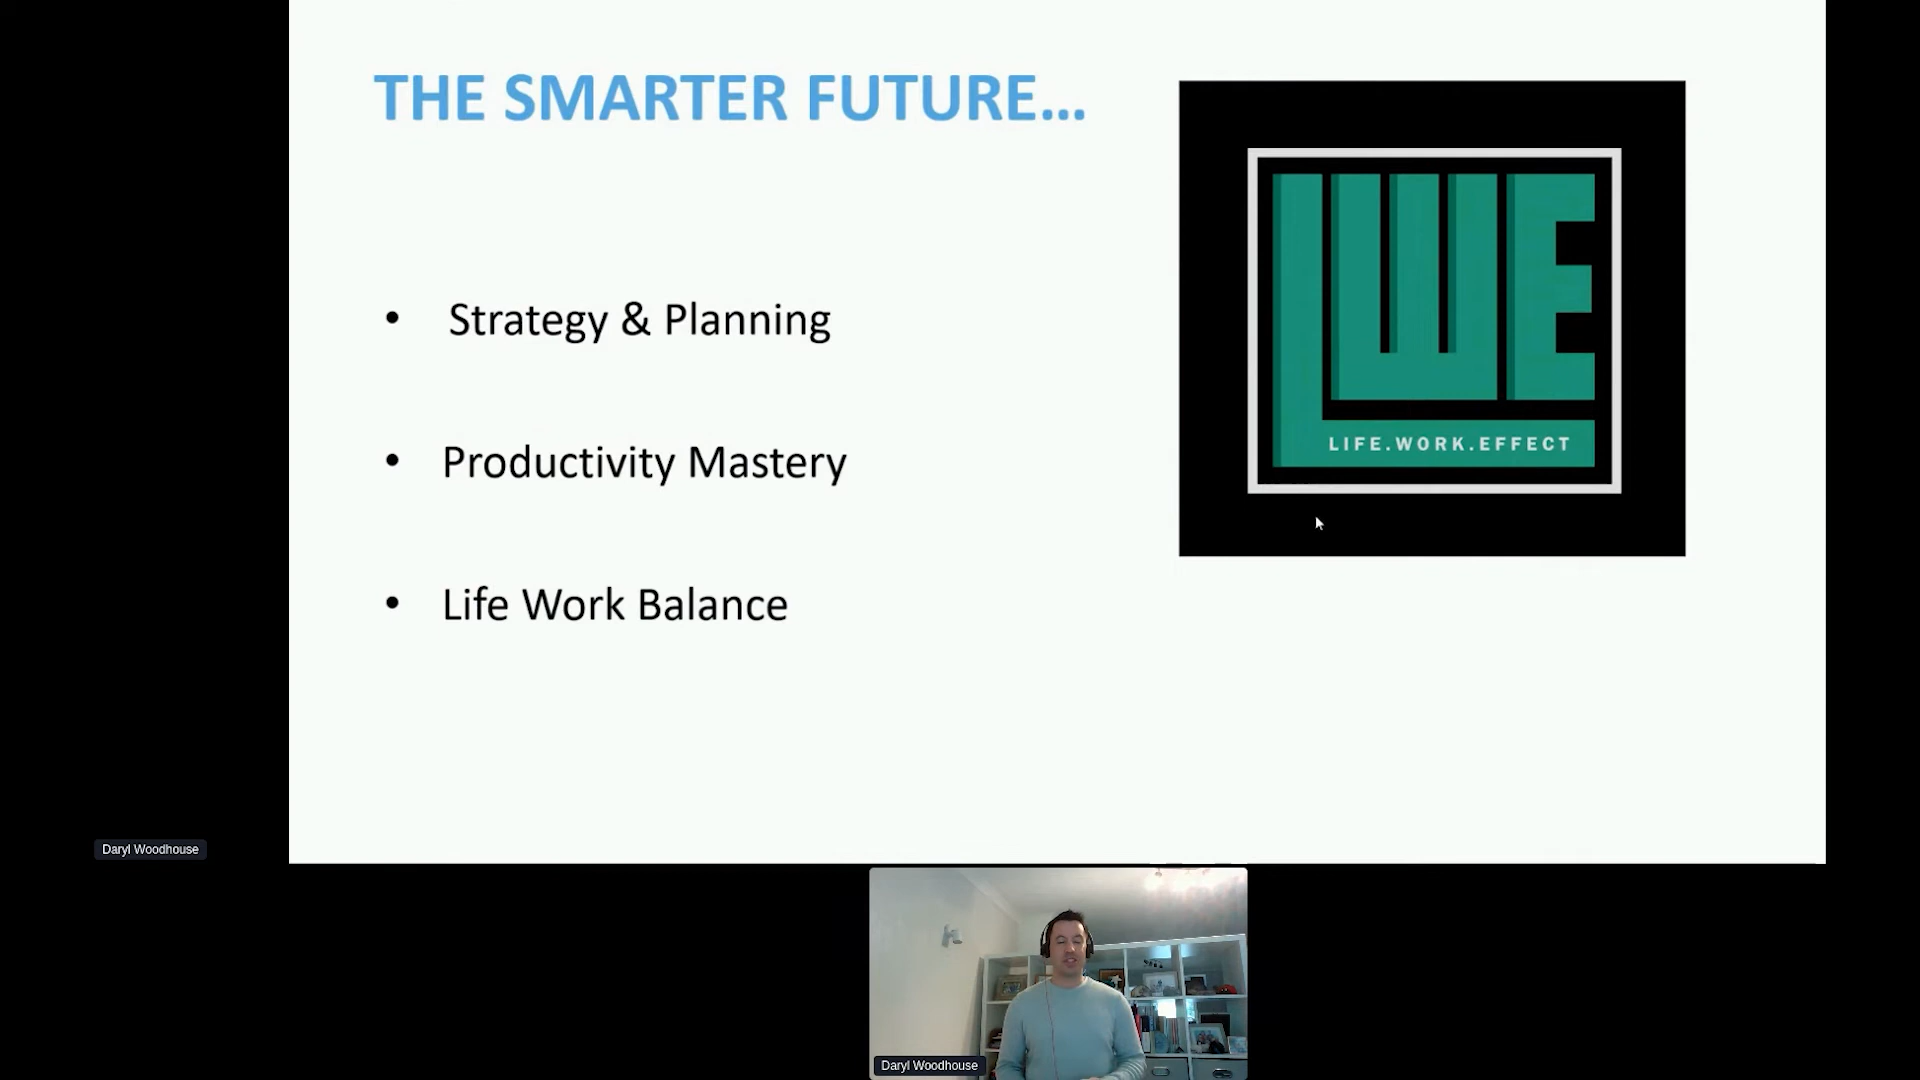 THE SMARTER FUTURE...
• Strategy & Planning
• Productivity Mastery
• Life Work Balance
LWE
LIFE.WORK.EFFECT
Daryl Woodhouse
Daryl Woodhouse